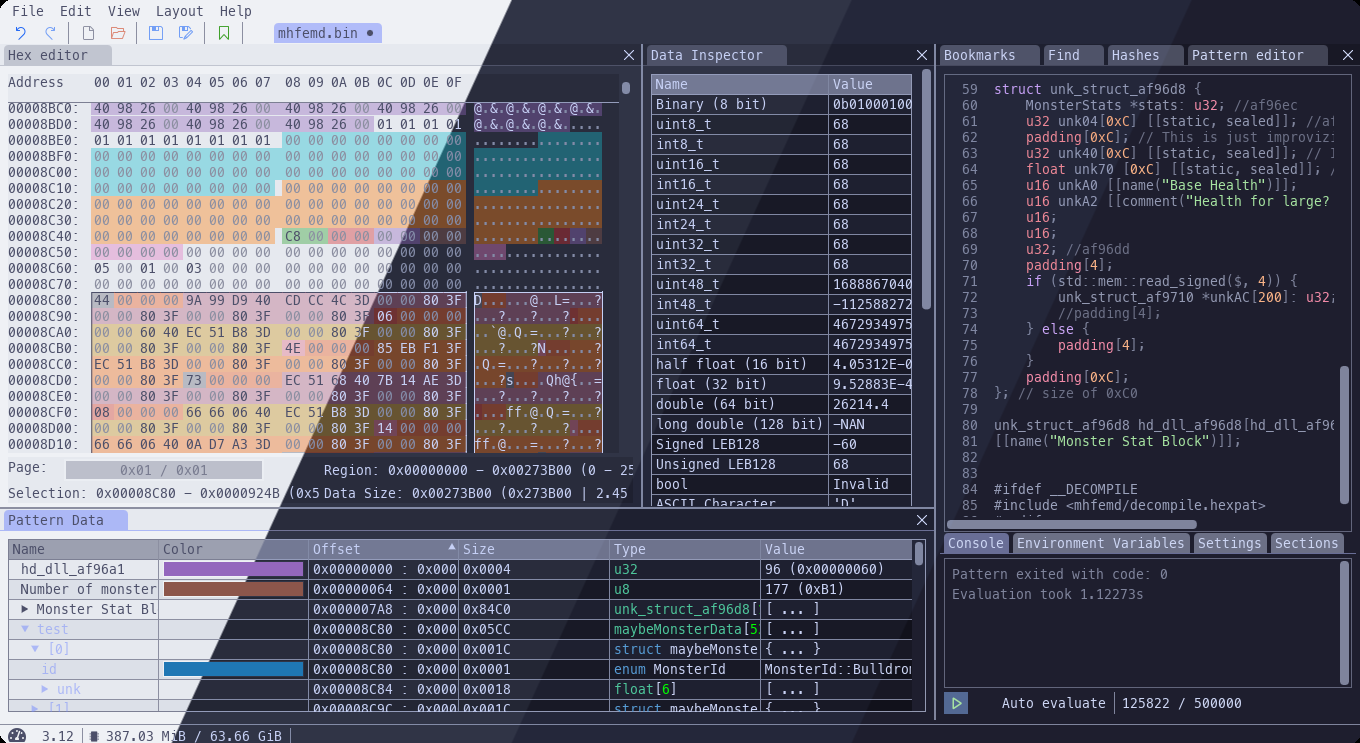 File Edit View Layout Help
mhfemd.bin
Hex editor
Address 00 01 02 03 04 05 06 07 08 09 0A 0B 0C 0D 0E 0F
00008BC0: 40 98 26 00 40 98 26 00 40 98 26 00 40 98 26 00 @.&.@.&.@.&.@.&.
00008BD0: 40 98 26 00 40 98 26 00 40 98 26 00 01 01 01 01 @.&.@.&.@.&.....
00008BE0: 01 01 01 01 01 01 01 01 00 00 00 00 00 00 00 00 ................
00008BF0: 00 00 00 00 00 00 00 00 00 00 00 00 00 00 00 00 ................
00008C00: 00 00 00 00 00 00 00 00 00 00 00 00 00 00 00 00 ................
00008C10: 00 00 00 00 00 00 00 00 00 00 00 00 00 00 00 00 ................
00008C20: 00 00 00 00 00 00 00 00 00 00 00 00 00 00 00 00 ................
00008C30: 00 00 00 00 00 00 00 00 00 00 00 00 00 00 00 00 ................
00008C40: 00 00 00 00 00 00 00 00 C8 00 00 00 00 00 00 00 ................
00008C50: 00 00 00 00 00 00 00 00 00 00 00 00 00 00 00 00 ................
00008C60: 05 00 01 00 03 00 00 00 00 00 00 00 00 00 00 00 ................
00008C70: 00 00 00 00 00 00 00 00 00 00 00 00 00 00 00 00 ................
00008C80: 44 00 00 00 9A 99 D9 40 CD CC 4C 3D 00 00 80 3F D......@..L=...?
00008C90: 00 00 80 3F 00 00 80 3F 00 00 80 3F 06 00 00 00 ...?...?...?....
00008CA0: 00 00 60 40 EC 51 B8 3D 00 00 80 3F 00 00 80 3F ..`@.Q.=...?...?
00008CB0: 00 00 80 3F 00 00 80 3F 4E 00 00 00 85 EB F1 3F ...?...?N......?
00008CC0: EC 51 B8 3D 00 00 80 3F 00 00 80 3F 00 00 80 3F .Q.=...?...?...?
00008CD0: 00 00 80 3F 73 00 00 00 EC 51 68 40 7B 14 AE 3D ...?s....Qh@{..=
00008CE0: 00 00 80 3F 00 00 80 3F 00 00 80 3F 00 00 80 3F ...?...?...?...?
00008CF0: 08 00 00 00 66 66 06 40 EC 51 B8 3D 00 00 80 3F ....ff.@.Q.=...?
00008D00: 00 00 80 3F 00 00 80 3F 00 00 80 3F 14 00 00 00 ...?...?...?....
00008D10: 66 66 06 40 0A D7 A3 3D 00 00 80 3F 00 00 80 3F ff.@...=...?...?
Page: 0x01 / 0x01 Region: 0x00000000 - 0x00273B00 (0 - 25
Selection: 0x00008C80 - 0x0000924B (0x5 Data Size: 0x00273B00 (0x273B00 | 2.45
Data Inspector
Name Value
Binary (8 bit) 0b01000100
uint8_t 68
int8_t 68
uint16_t 68
int16_t 68
uint24_t 68
int24_t 68
uint32_t 68
int32_t 68
uint48_t 1688867040
int48_t -112588272
uint64_t 4672934975
int64_t 4672934975
half float (16 bit) 4.05312E-
float (32 bit) 9.52883E-4
double (64 bit) 26214.4
long double (128 bit) -NAN
Signed LEB128 -60
Unsigned LEB128 68
bool Invalid
ASCII Character 'D'
Bookmarks Find Hashes Pattern editor
59 struct unk_struct_af96d8 {
60 MonsterStats *stats: u32; //af96ec
61 u32 unk04[0xC] [[static, sealed]]; //af
62 padding[0xC]; // This is just improvizi
63 u32 unk40[0xC] [[static, sealed]]; //
64 float unk70 [0xC] [[static, sealed]]; /
65 u16 unkA0 [[name("Base Health")]];
66 u16 unkA2 [[comment("Health for large?
67 u16;
68 u16;
69 u32; //af96dd
70 padding[4];
71 if (std::mem::read_signed($, 4)) {
72 unk_struct_af9710 *unkAC[200]: u32;
73 //padding[4];
74 } else {
75 padding[4];
76 }
77 padding[0xC];
78 }; // size of 0xC0
79
80 unk_struct_af96d8 hd_dll_af96d8[hd_dll_af96
81 [[name("Monster Stat Block")]];
82
83
84 #ifdef __DECOMPILE
85 #include <mhfemd/decompile.hexpat>
Console Environment Variables Settings Sections
Pattern exited with code: 0
Evaluation took 1.12273s
Auto evaluate 125822 / 500000
Pattern Data
Name Color Offset Size Type Value
hd_dll_af96a1 0x00000000 : 0x000 0x0004 u32 96 (0x00000060)
Number of monster 0x00000064 : 0x000 0x0001 u8 177 (0xB1)
Monster Stat Bl 0x000007A8 : 0x000 0x84C0 unk_struct_af96d8[ [ ... ]
test 0x00008C80 : 0x000 0x05CC maybeMonsterData[5 [ ... ]
[0] 0x00008C80 : 0x000 0x001C struct maybeMonste { ... }
id 0x00008C80 : 0x000 0x0001 enum MonsterId MonsterId::Bulldro
unk 0x00008C84 : 0x000 0x0018 float[6] [ ... ]
[1] 0x00008C9C : 0x000 0x001C struct maybeMonste { ... }
3.12 387.03 MiB / 63.66 GiB